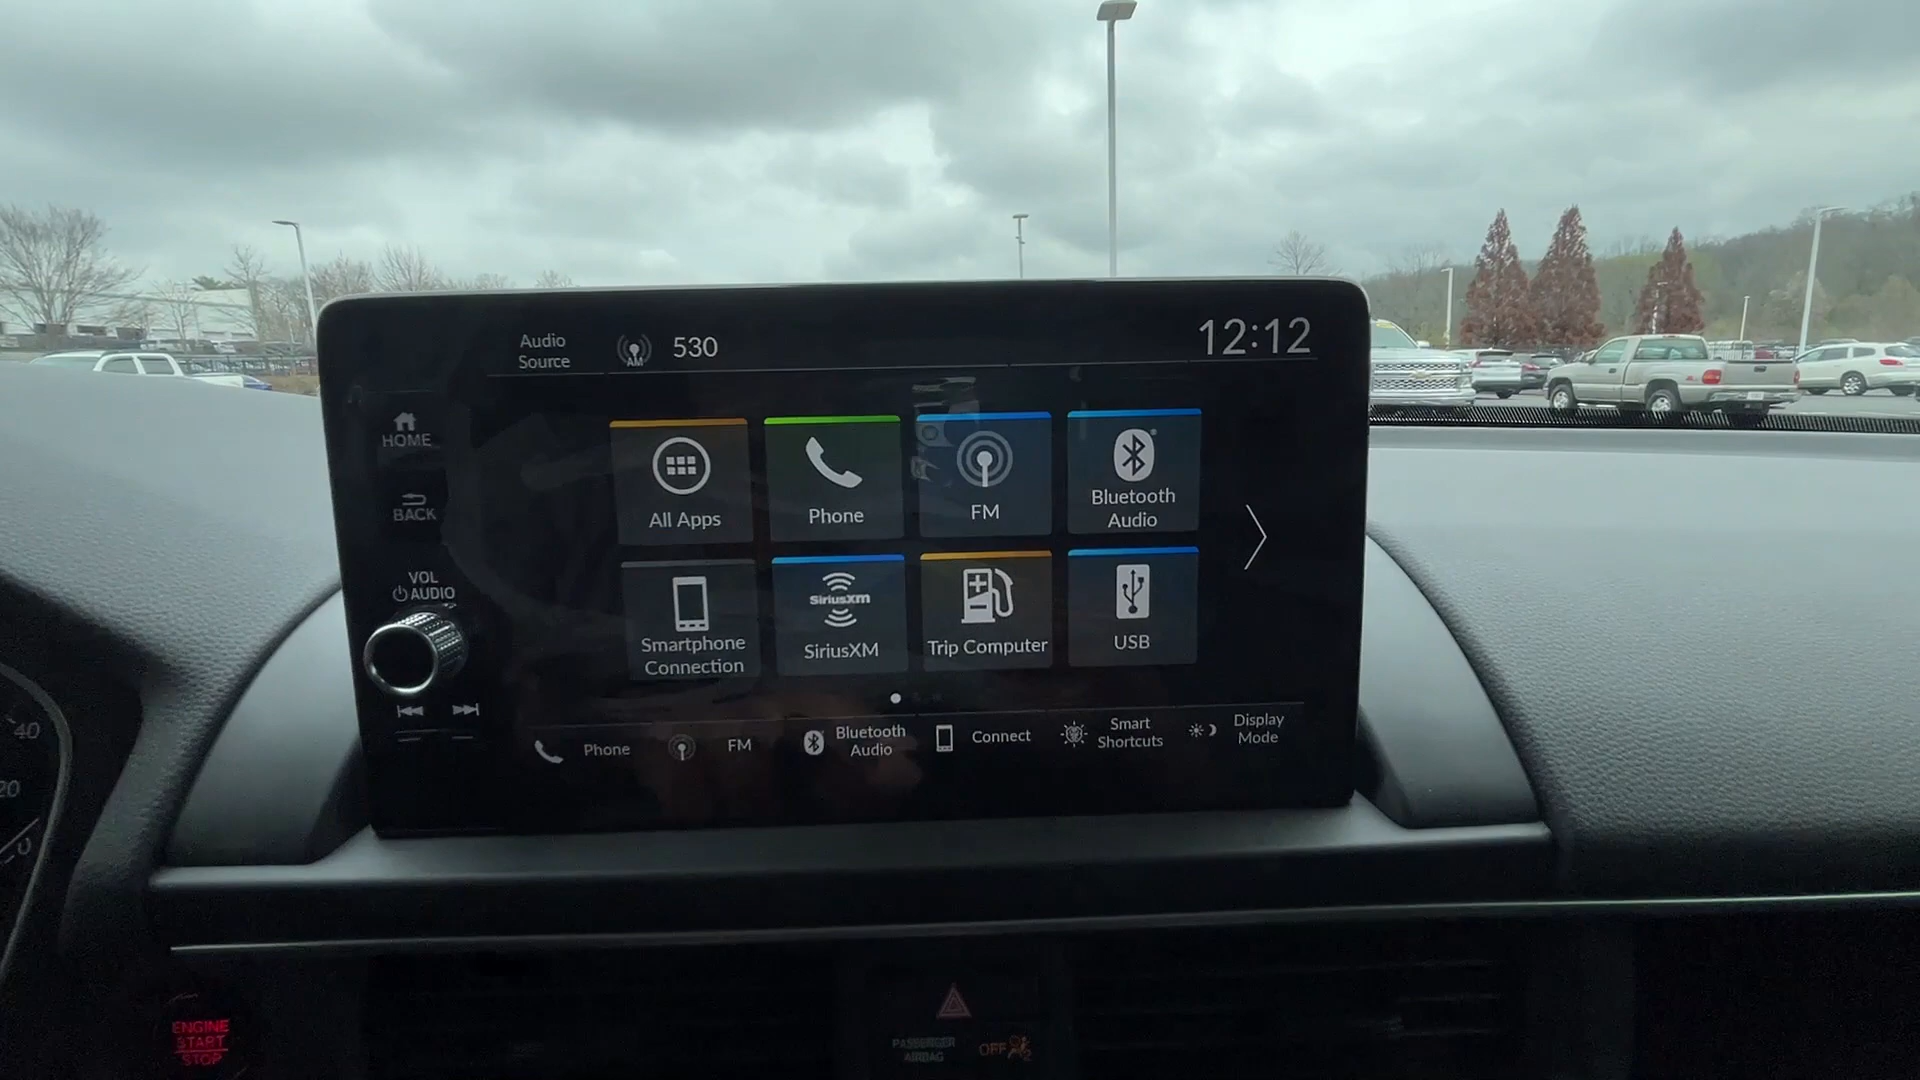 Audio
Source
AM
530
12:12
HOME
BACK
VOL
AUDIO
All Apps
Phone
FM
Bluetooth
Audio
Smartphone
Connection
SiriusXM
SiriusXM
Trip Computer
USB
Phone
FM
Bluetooth
Audio
Connect
Smart
Shortcuts
Display
Mode
40
20
0
ENGINE
START
STOP
PASSENGER
AIRBAG
OFF